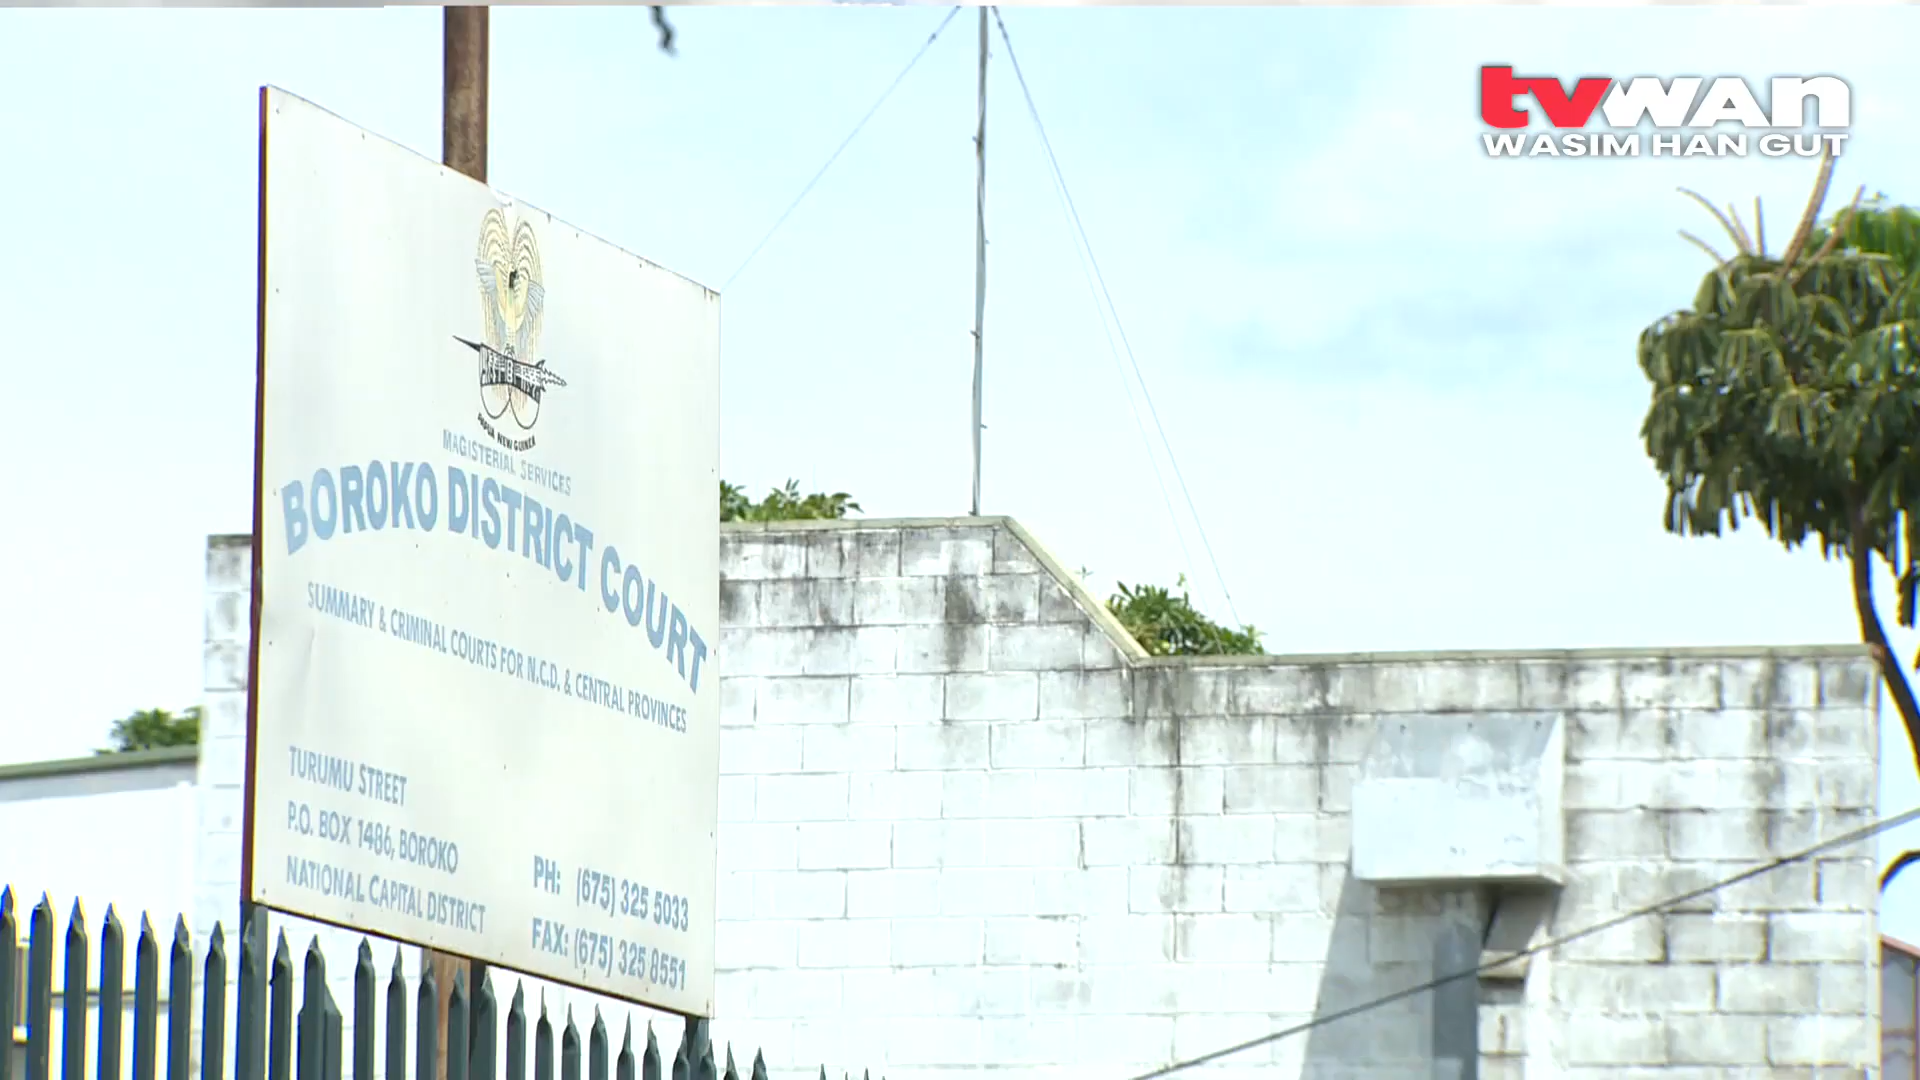 tvwan
WASIM HAN GUT
PAPUA NEW GUINEA
MAGISTERIAL SERVICES
BOROKO DISTRICT COURT
SUMMARY & CRIMINAL COURTS FOR N.C.D. & CENTRAL PROVINCES
TURUMU STREET
P.O. BOX 1486, BOROKO
NATIONAL CAPITAL DISTRICT
PH: (675) 325 5033
FAX: (675) 325 8551